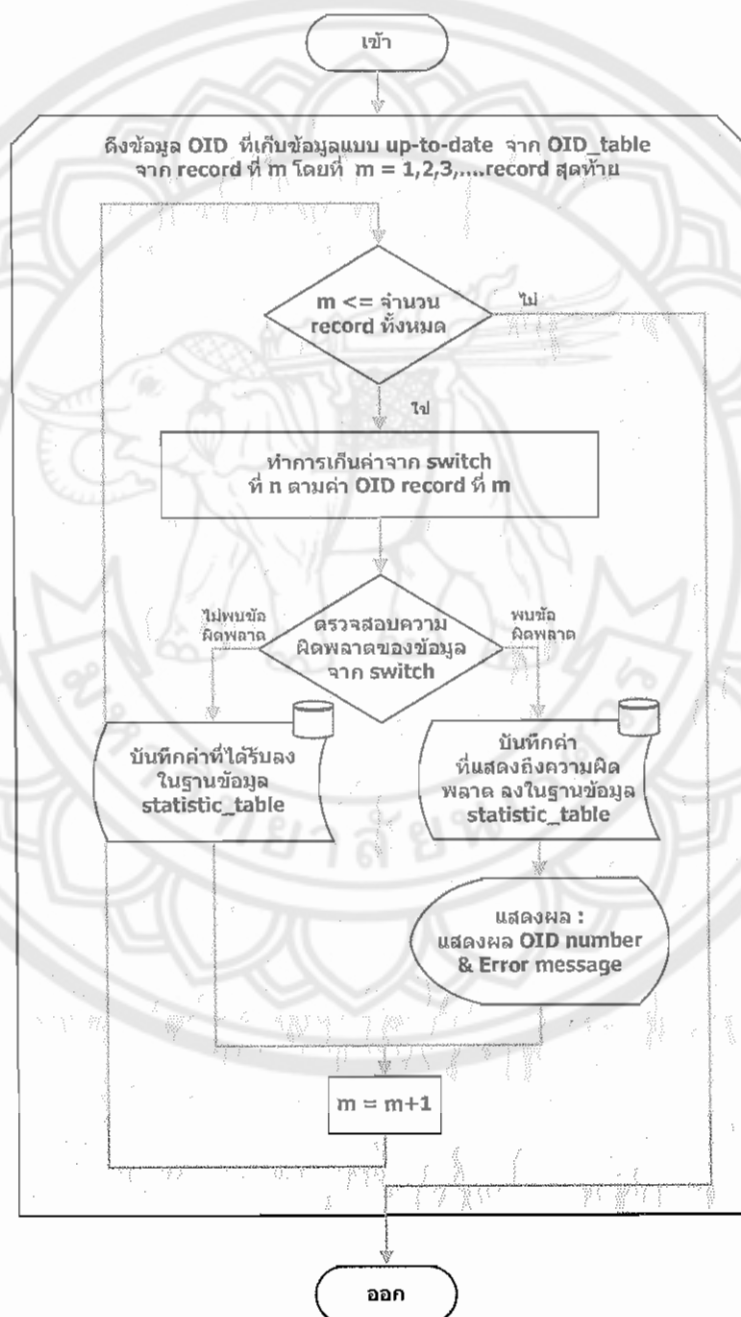 เข้า
ดึงข้อมูล OID ที่เก็บข้อมูลแบบ up-to-date จาก OID_table
จาก record ที่ m โดยที่ m = 1,2,3,....record สุดท้าย
m <= จำนวน
record ทั้งหมด
ไม่
ใช่
ทำการเก็บค่าจาก switch
ที่ n ตามค่า OID record ที่ m
ตรวจสอบความ
ผิดพลาดของข้อมูล
จาก switch
ไม่พบข้อ
ผิดพลาด
พบข้อ
ผิดพลาด
บันทึกค่าที่ได้รับลง
ในฐานข้อมูล
statistic_table
บันทึกค่า
ที่แสดงถึงความผิด
พลาด ลงในฐานข้อมูล
statistic_table
แสดงผล :
แสดงผล OID number
& Error message
m = m+1
ออก